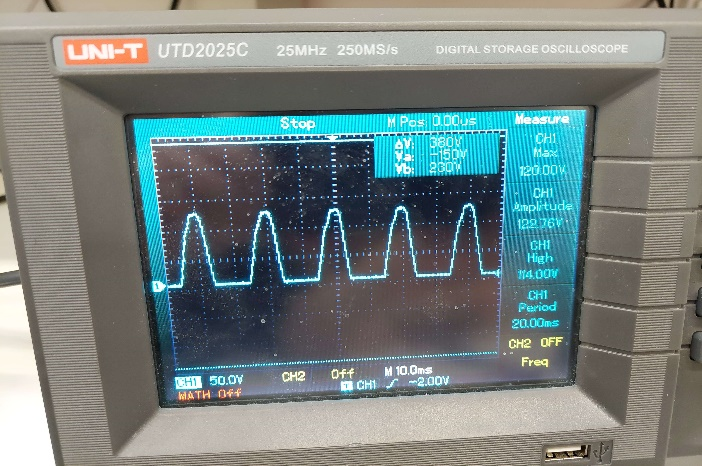 UNI-T UTD2025C 25MHz 250MS/s DIGITAL STORAGE OSCILLOSCOPE
Stop M Pos 0.00us Measure
ΔV: 380V
Va: -150V
Vb: 230V
CH1
Max
120.00V
CH1
Amplitude
122.76V
CH1
High
114.00V
CH1
Period
20.00ms
CH2 OFF
Freq
1
CH1 50.0V CH2 Off M 10.0ms
1 CH1
MATH Off